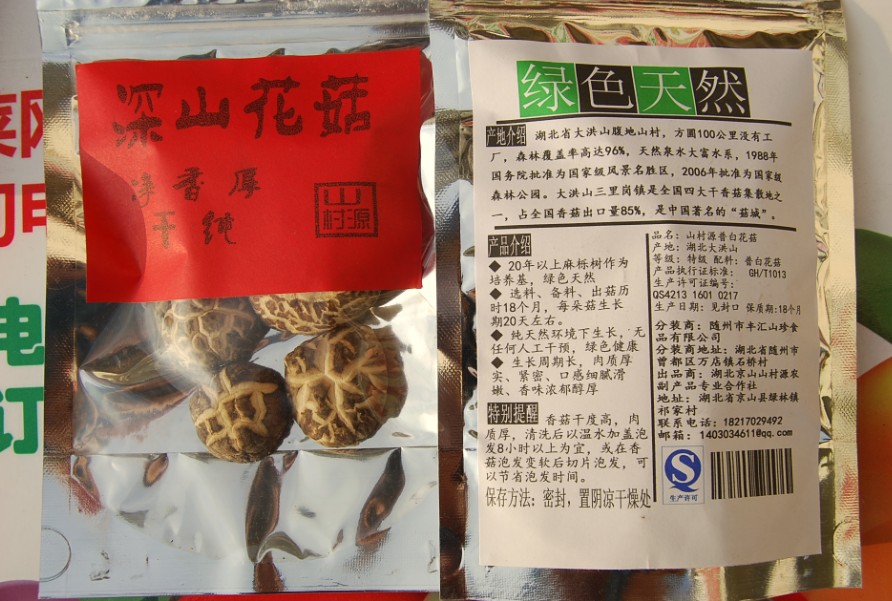 深山花菇
净香厚
干纯
山村源
绿色天然
产地介绍 湖北省大洪山腹地山村，方圆100公里没有工
厂，森林覆盖率高达96%，天然泉水大富水系，1988年
国务院批准为国家级风景名胜区，2006年批准为国家级
森林公园。大洪山三里岗镇是全国四大干香菇集散地之
一，占全国香菇出口量85%，是中国著名的“菇城”。
产品介绍
◆ 20年以上麻栎树作为
培养基，绿色天然
◆ 选料、备料、出菇历
时18个月，每朵菇生长
期20天左右。
◆ 纯天然环境下生长，无
任何人工干预，绿色健康
◆ 生长周期长，肉质厚
实、紧密、口感细腻滑
嫩、香味浓郁醇厚
特别提醒 香菇干度高，肉
质厚，清洗后以温水加盖泡
发8小时以上为宜，或在香
菇泡发变软后切片泡发，可
以节省泡发时间。
保存方法：密封，置阴凉干燥处
品名：山村源普白花菇
产地：湖北大洪山
等级：特级 配料：普白花菇
产品执行证标准： GH/T1013
生产许可证编号：
QS4213 1601 0217
生产日期：见封口 保质期：18个月
分装商：随州市丰汇山珍食
品有限公司
分装商地址：湖北省随州市
曾都区万店镇石桥村
出品商：湖北京山山村源农
副产品专业合作社
地址：湖北省京山县绿林镇
祁家村
联系电话：18217029492
邮箱：1403034611@qq.com
QS
生产许可
电
订